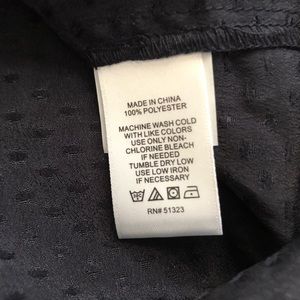 MADE IN CHINA
100% POLYESTER
MACHINE WASH COLD
WITH LIKE COLORS
USE ONLY NON-
CHLORINE BLEACH
IF NEEDED
TUMBLE DRY LOW
USE LOW IRON
IF NECESSARY
RN# 51323